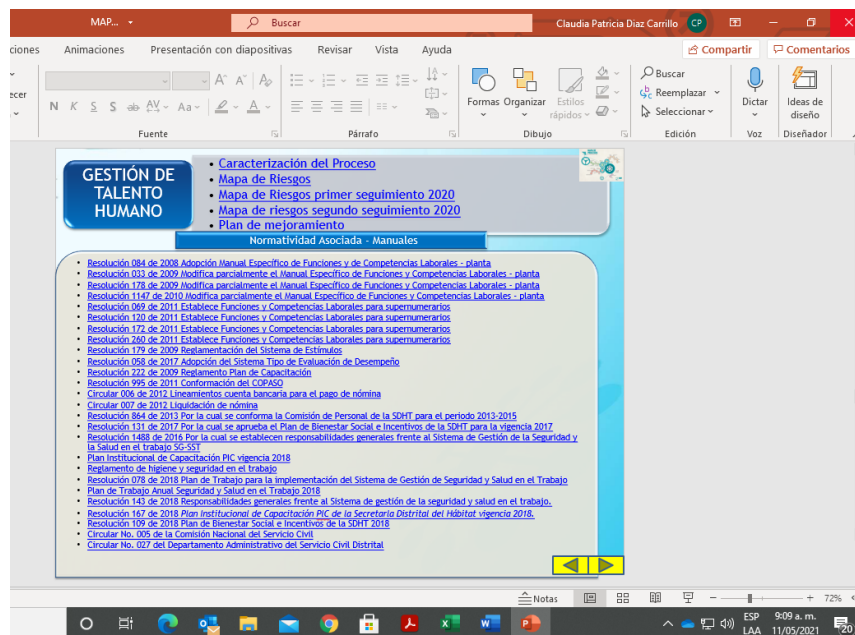 MAP...
Buscar
Claudia Patricia Diaz Carrillo
CP
ciones
Animaciones
Presentación con diapositivas
Revisar
Vista
Ayuda
Compartir
Comentarios
ecer
N K S S ab AV Aa A
Fuente
Párrafo
Formas
Organizar
Estilos
rápidos
Dibujo
Buscar
Reemplazar
Seleccionar
Edición
Dictar
Voz
Ideas de
diseño
Diseñador
GESTIÓN DE
TALENTO
HUMANO
• Caracterización del Proceso
• Mapa de Riesgos
• Mapa de Riesgos primer seguimiento 2020
• Mapa de riesgos segundo seguimiento 2020
• Plan de mejoramiento
Normatividad Asociada - Manuales
• Resolución 084 de 2008 Adopción Manual Específico de Funciones y de Competencias Laborales - planta
• Resolución 033 de 2009 Modifica parcialmente el Manual Específico de Funciones y Competencias Laborales - planta
• Resolución 178 de 2009 Modifica parcialmente el Manual Específico de Funciones y Competencias Laborales - planta
• Resolución 1147 de 2010 Modifica parcialmente el Manual Específico de Funciones y Competencias Laborales - planta
• Resolución 069 de 2011 Establece Funciones y Competencias Laborales para supernumerarios
• Resolución 120 de 2011 Establece Funciones y Competencias Laborales para supernumerarios
• Resolución 172 de 2011 Establece Funciones y Competencias Laborales para supernumerarios
• Resolución 260 de 2011 Establece Funciones y Competencias Laborales para supernumerarios
• Resolución 179 de 2009 Reglamentación del Sistema de Estímulos
• Resolución 058 de 2017 Adopción del Sistema Tipo de Evaluación de Desempeño
• Resolución 222 de 2009 Reglamento Plan de Capacitación
• Resolución 995 de 2011 Conformación del COPASO
• Circular 006 de 2012 Lineamientos cuenta bancaria para el pago de nómina
• Circular 007 de 2012 Liquidación de nómina
• Resolución 864 de 2013 Por la cual se conforma la Comisión de Personal de la SDHT para el periodo 2013-2015
• Resolución 131 de 2017 Por la cual se aprueba el Plan de Bienestar Social e Incentivos de la SDHT para la vigencia 2017
• Resolución 1488 de 2016 Por la cual se establecen responsabilidades generales frente al Sistema de Gestión de la Seguridad y
la Salud en el trabajo SG-SST
• Plan Institucional de Capacitación PIC vigencia 2018
• Reglamento de higiene y seguridad en el trabajo
• Resolución 078 de 2018 Plan de Trabajo para la implementación del Sistema de Gestión de Seguridad y Salud en el Trabajo
• Plan de Trabajo Anual Seguridad y Salud en el Trabajo 2018
• Resolución 143 de 2018 Responsabilidades generales frente al Sistema de gestión de la seguridad y salud en el trabajo.
• Resolución 167 de 2018 Plan Institucional de Capacitación PIC de la Secretaria Distrital del Hábitat vigencia 2018.
• Resolución 109 de 2018 Plan de Bienestar Social e Incentivos de la SDHT 2018
• Circular No. 005 de la Comisión Nacional del Servicio Civil
• Circular No. 027 del Departamento Administrativo del Servicio Civil Distrital
Notas
72%
ESP
LAA
9:09 a. m.
11/05/2021
20